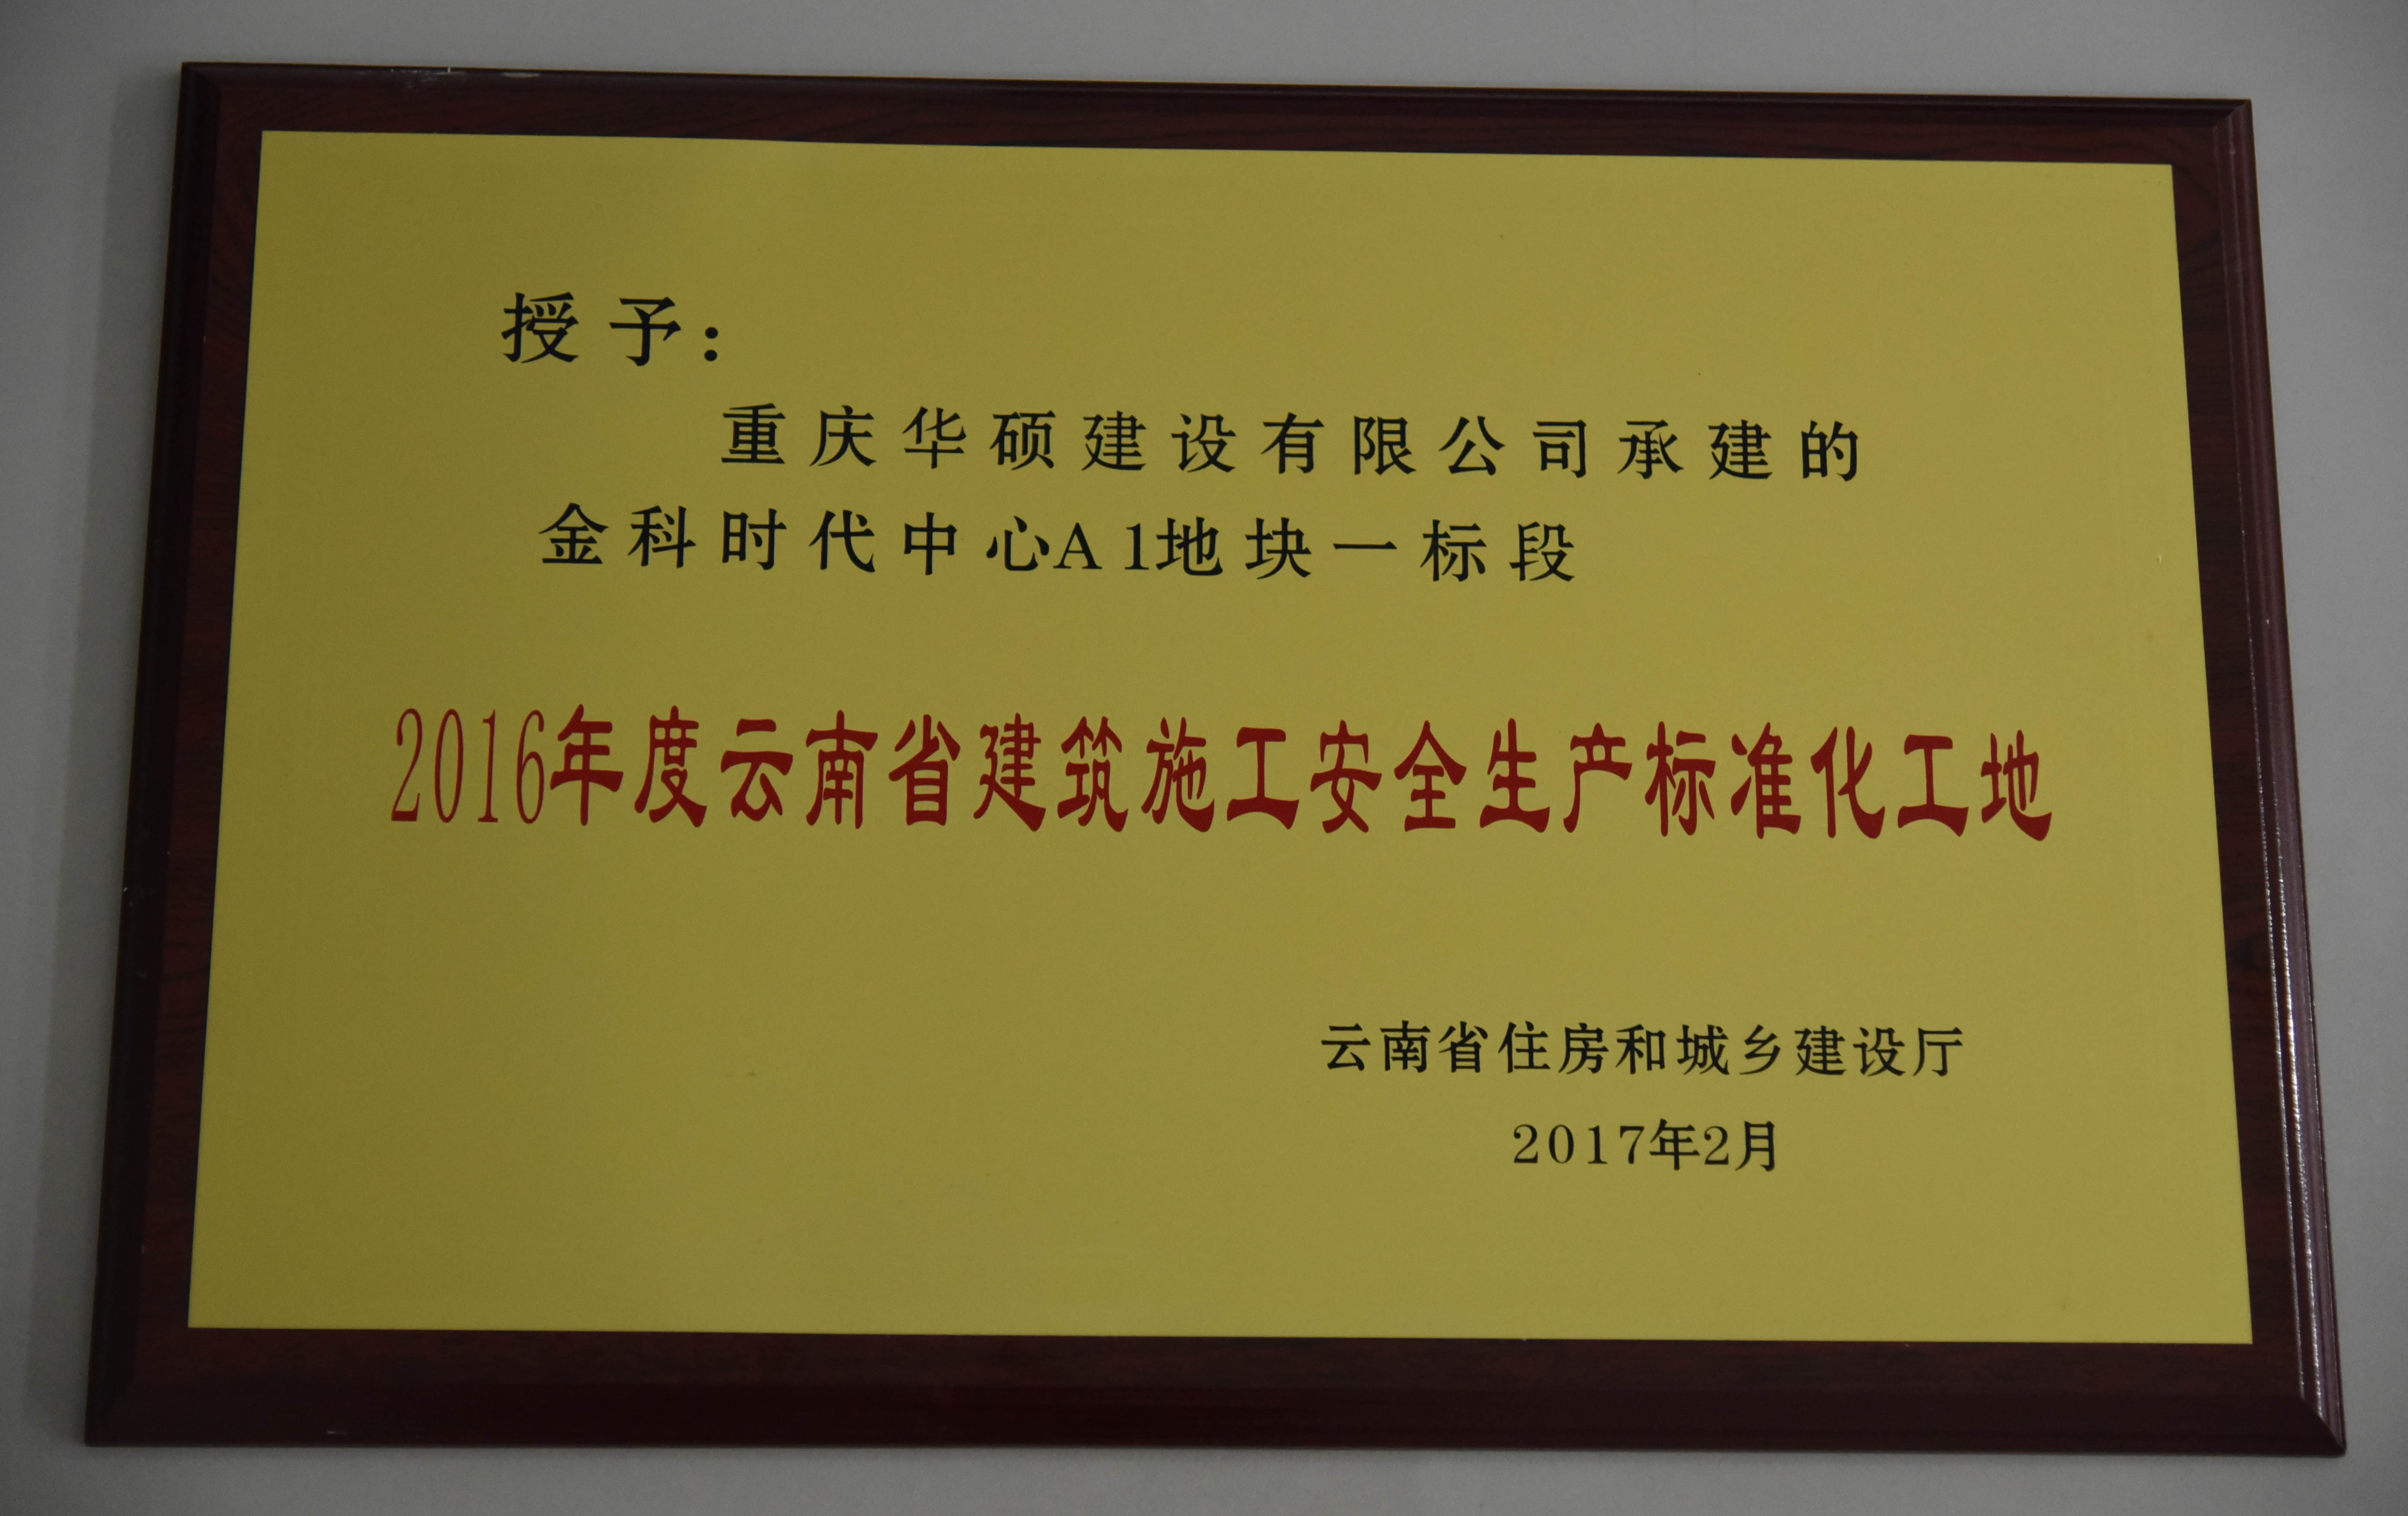 授予：
重庆华硕建设有限公司承建的
金科时代中心A1地块一标段
2016年度云南省建筑施工安全生产标准化工地
云南省住房和城乡建设厅
2017年2月